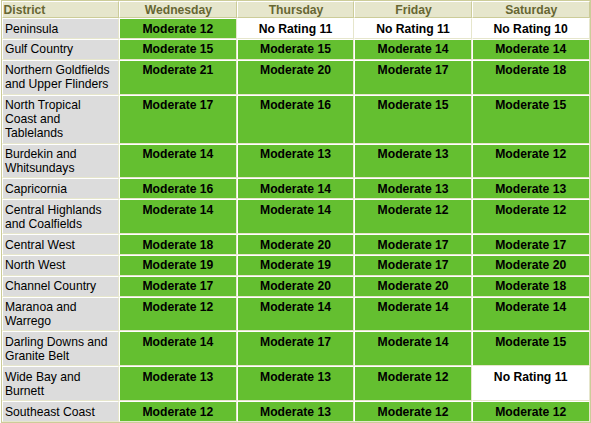 District Wednesday Thursday Friday Saturday
Peninsula Moderate 12 No Rating 11 No Rating 11 No Rating 10
Gulf Country Moderate 15 Moderate 15 Moderate 14 Moderate 14
Northern Goldfields Moderate 21 Moderate 20 Moderate 17 Moderate 18
and Upper Flinders
North Tropical Moderate 17 Moderate 16 Moderate 15 Moderate 15
Coast and
Tablelands
Burdekin and Moderate 14 Moderate 13 Moderate 13 Moderate 12
Whitsundays
Capricornia Moderate 16 Moderate 14 Moderate 13 Moderate 13
Central Highlands Moderate 14 Moderate 14 Moderate 12 Moderate 12
and Coalfields
Central West Moderate 18 Moderate 20 Moderate 17 Moderate 17
North West Moderate 19 Moderate 19 Moderate 17 Moderate 20
Channel Country Moderate 17 Moderate 20 Moderate 20 Moderate 18
Maranoa and Moderate 12 Moderate 14 Moderate 14 Moderate 14
Warrego
Darling Downs and Moderate 14 Moderate 17 Moderate 14 Moderate 15
Granite Belt
Wide Bay and Moderate 13 Moderate 13 Moderate 12 No Rating 11
Burnett
Southeast Coast Moderate 12 Moderate 13 Moderate 12 Moderate 12